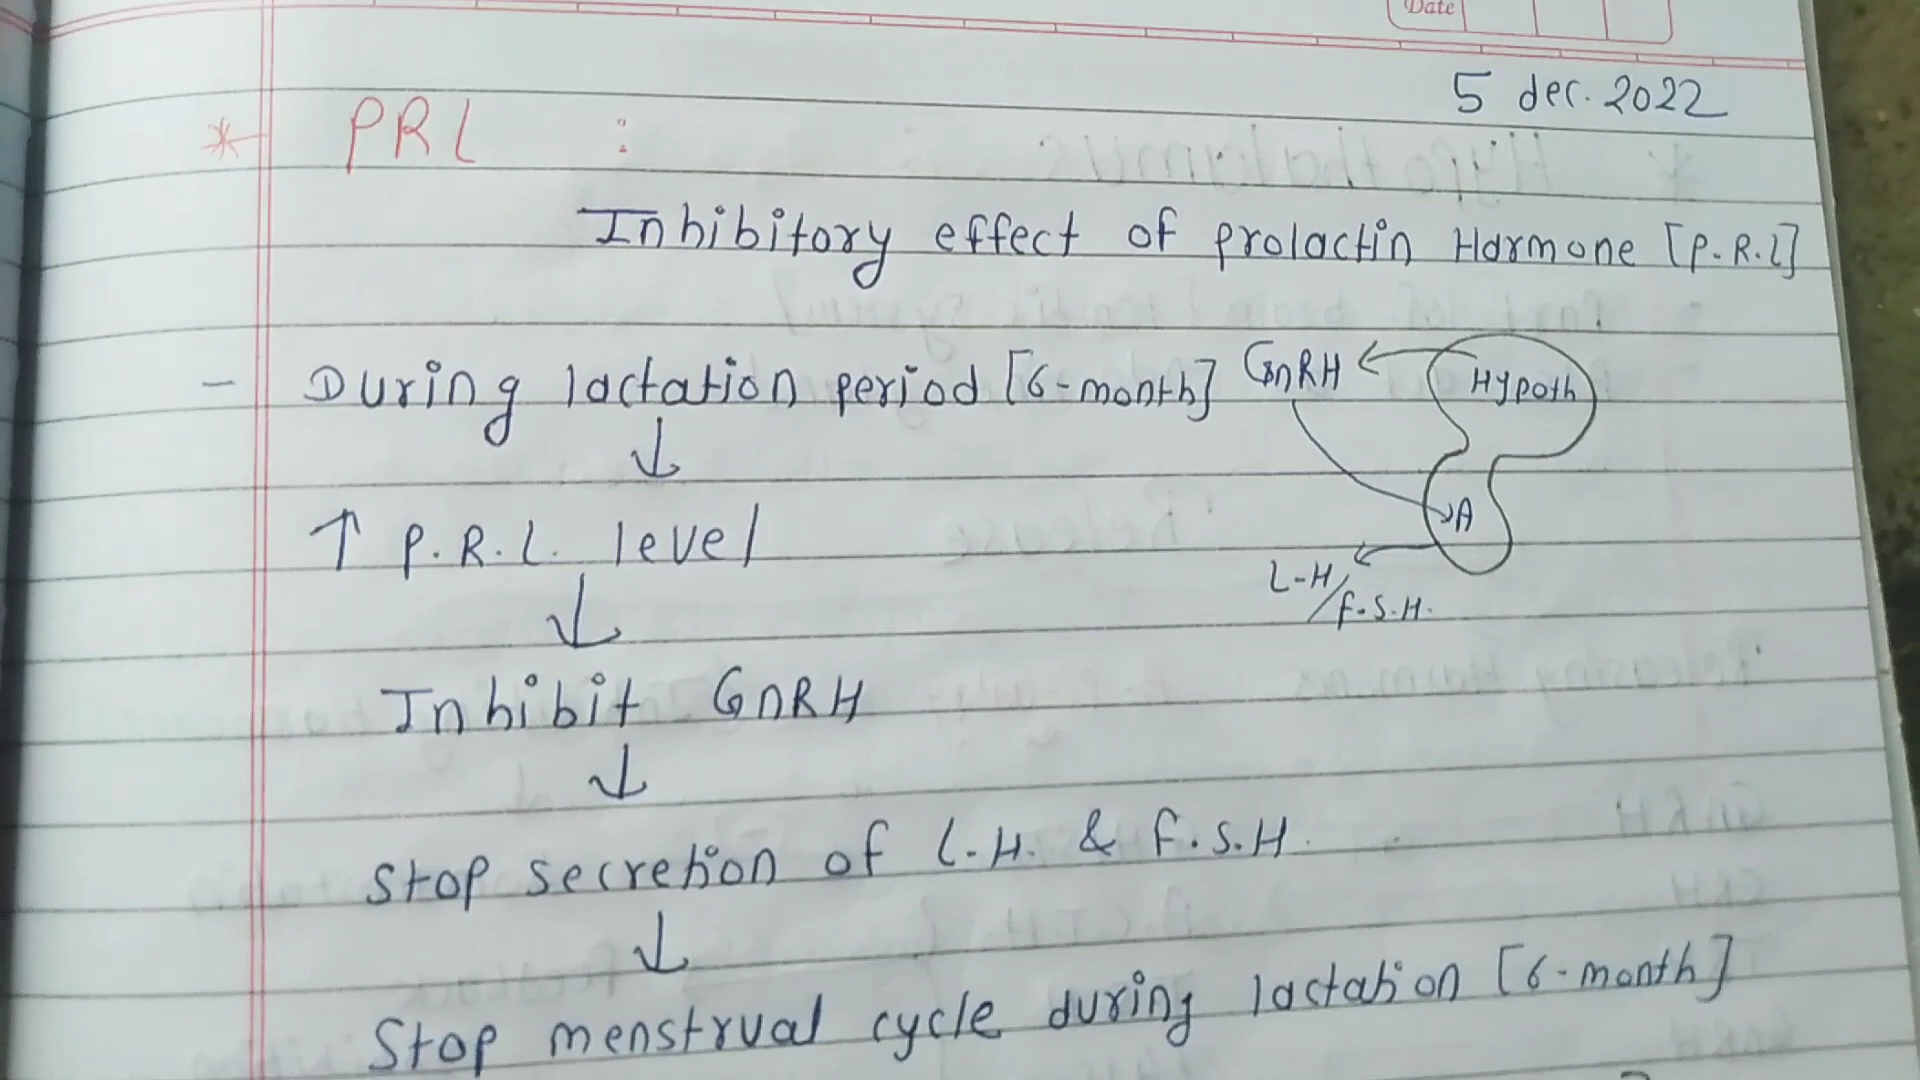 Date
5 dec. 2022
* PRL :
Inhibitory effect of prolactin Hormone [P.R.L]
- During lactation period [6-month]
GnRH ← Hypoth
A
L-H/F.S.H.
↓
↑ P.R.L. level
↓
Inhibit GnRH
↓
Stop secretion of L.H. & F.S.H.
↓
Stop menstrual cycle during lactation [6-month]